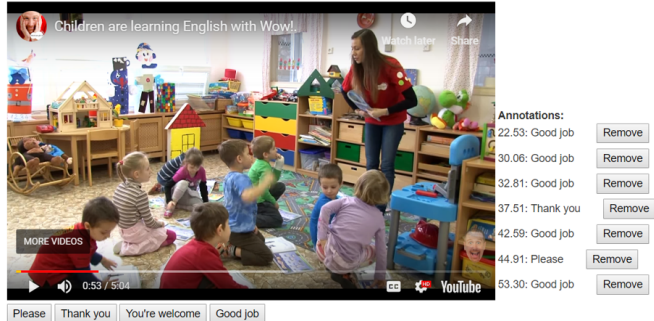 Children are learning English with Wow!.
Watch later
Share
MORE VIDEOS
0:53 / 5:04
CC
HD
YouTube
Please
Thank you
You're welcome
Good job
Annotations:
22.53: Good job
Remove
30.06: Good job
Remove
32.81: Good job
Remove
37.51: Thank you
Remove
42.59: Good job
Remove
44.91: Please
Remove
53.30: Good job
Remove